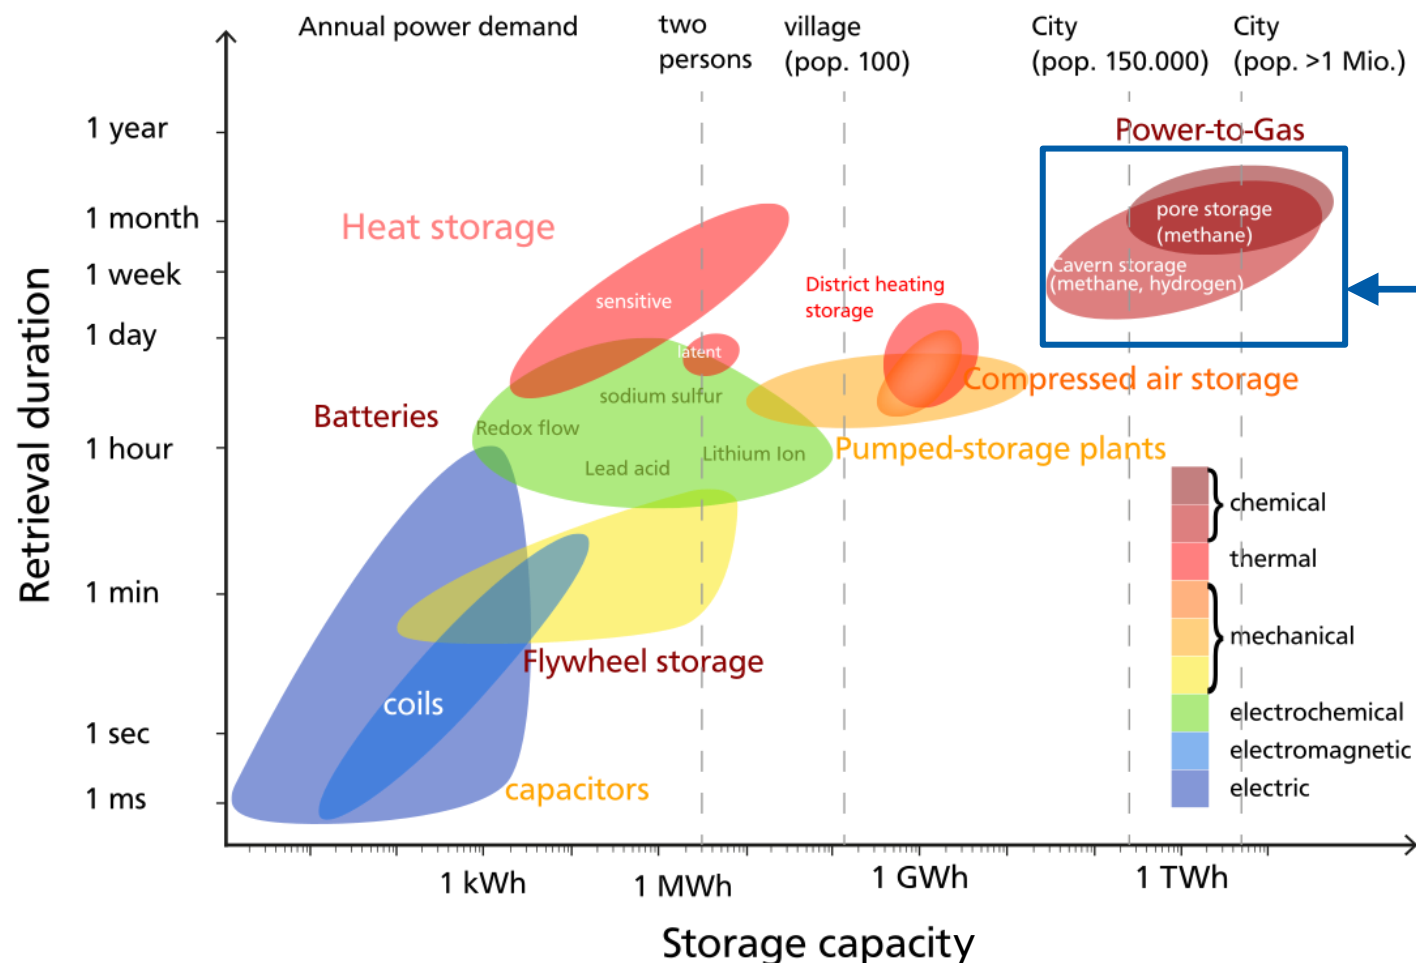 Annual power demand
two
persons
village
(pop. 100)
City
(pop. 150.000)
City
(pop. >1 Mio.)
1 year
1 month
1 week
1 day
1 hour
1 min
1 sec
1 ms
Retrieval duration
Power-to-Gas
pore storage
(methane)
Cavern storage
(methane, hydrogen)
Heat storage
sensitive
District heating
storage
latent
Compressed air storage
sodium sulfur
Batteries
Redox flow
Lithium Ion
Lead acid
Pumped-storage plants
Flywheel storage
coils
capacitors
chemical
thermal
mechanical
electrochemical
electromagnetic
electric
1 kWh
1 MWh
1 GWh
1 TWh
Storage capacity